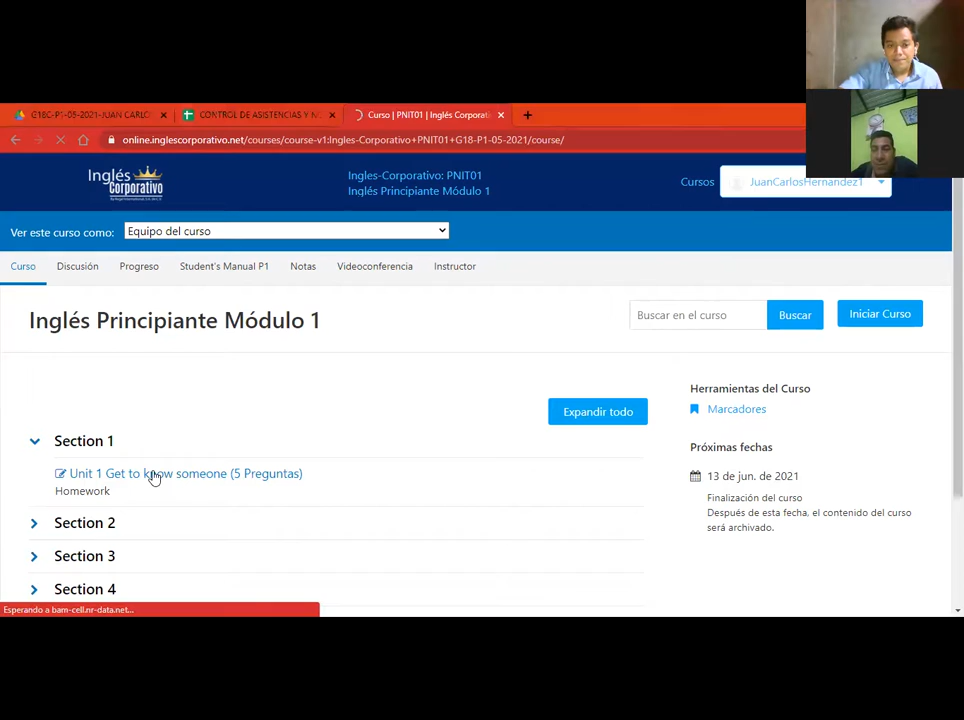 G18C-P1-05-2021-JUAN CARLO
CONTROL DE ASISTENCIAS Y N
Curso | PNIT01 | Inglés Corporati
online.inglescorporativo.net/courses/course-v1:Ingles-Corporativo+PNIT01+G18-P1-05-2021/course/
Inglés
CORPORATIVO
Ingles-Corporativo: PNIT01
Inglés Principiante Módulo 1
Cursos
JuanCarlosHernandez1
Ver este curso como:
Equipo del curso
Curso
Discusión
Progreso
Student's Manual P1
Notas
Videoconferencia
Instructor
Inglés Principiante Módulo 1
Buscar en el curso
Buscar
Iniciar Curso
Expandir todo
Herramientas del Curso
Marcadores
Section 1
Unit 1 Get to know someone (5 Preguntas)
Homework
Próximas fechas
13 de jun. de 2021
Finalización del curso
Después de esta fecha, el contenido del curso
será archivado.
Section 2
Section 3
Section 4
Esperando a bam-cell.nr-data.net...